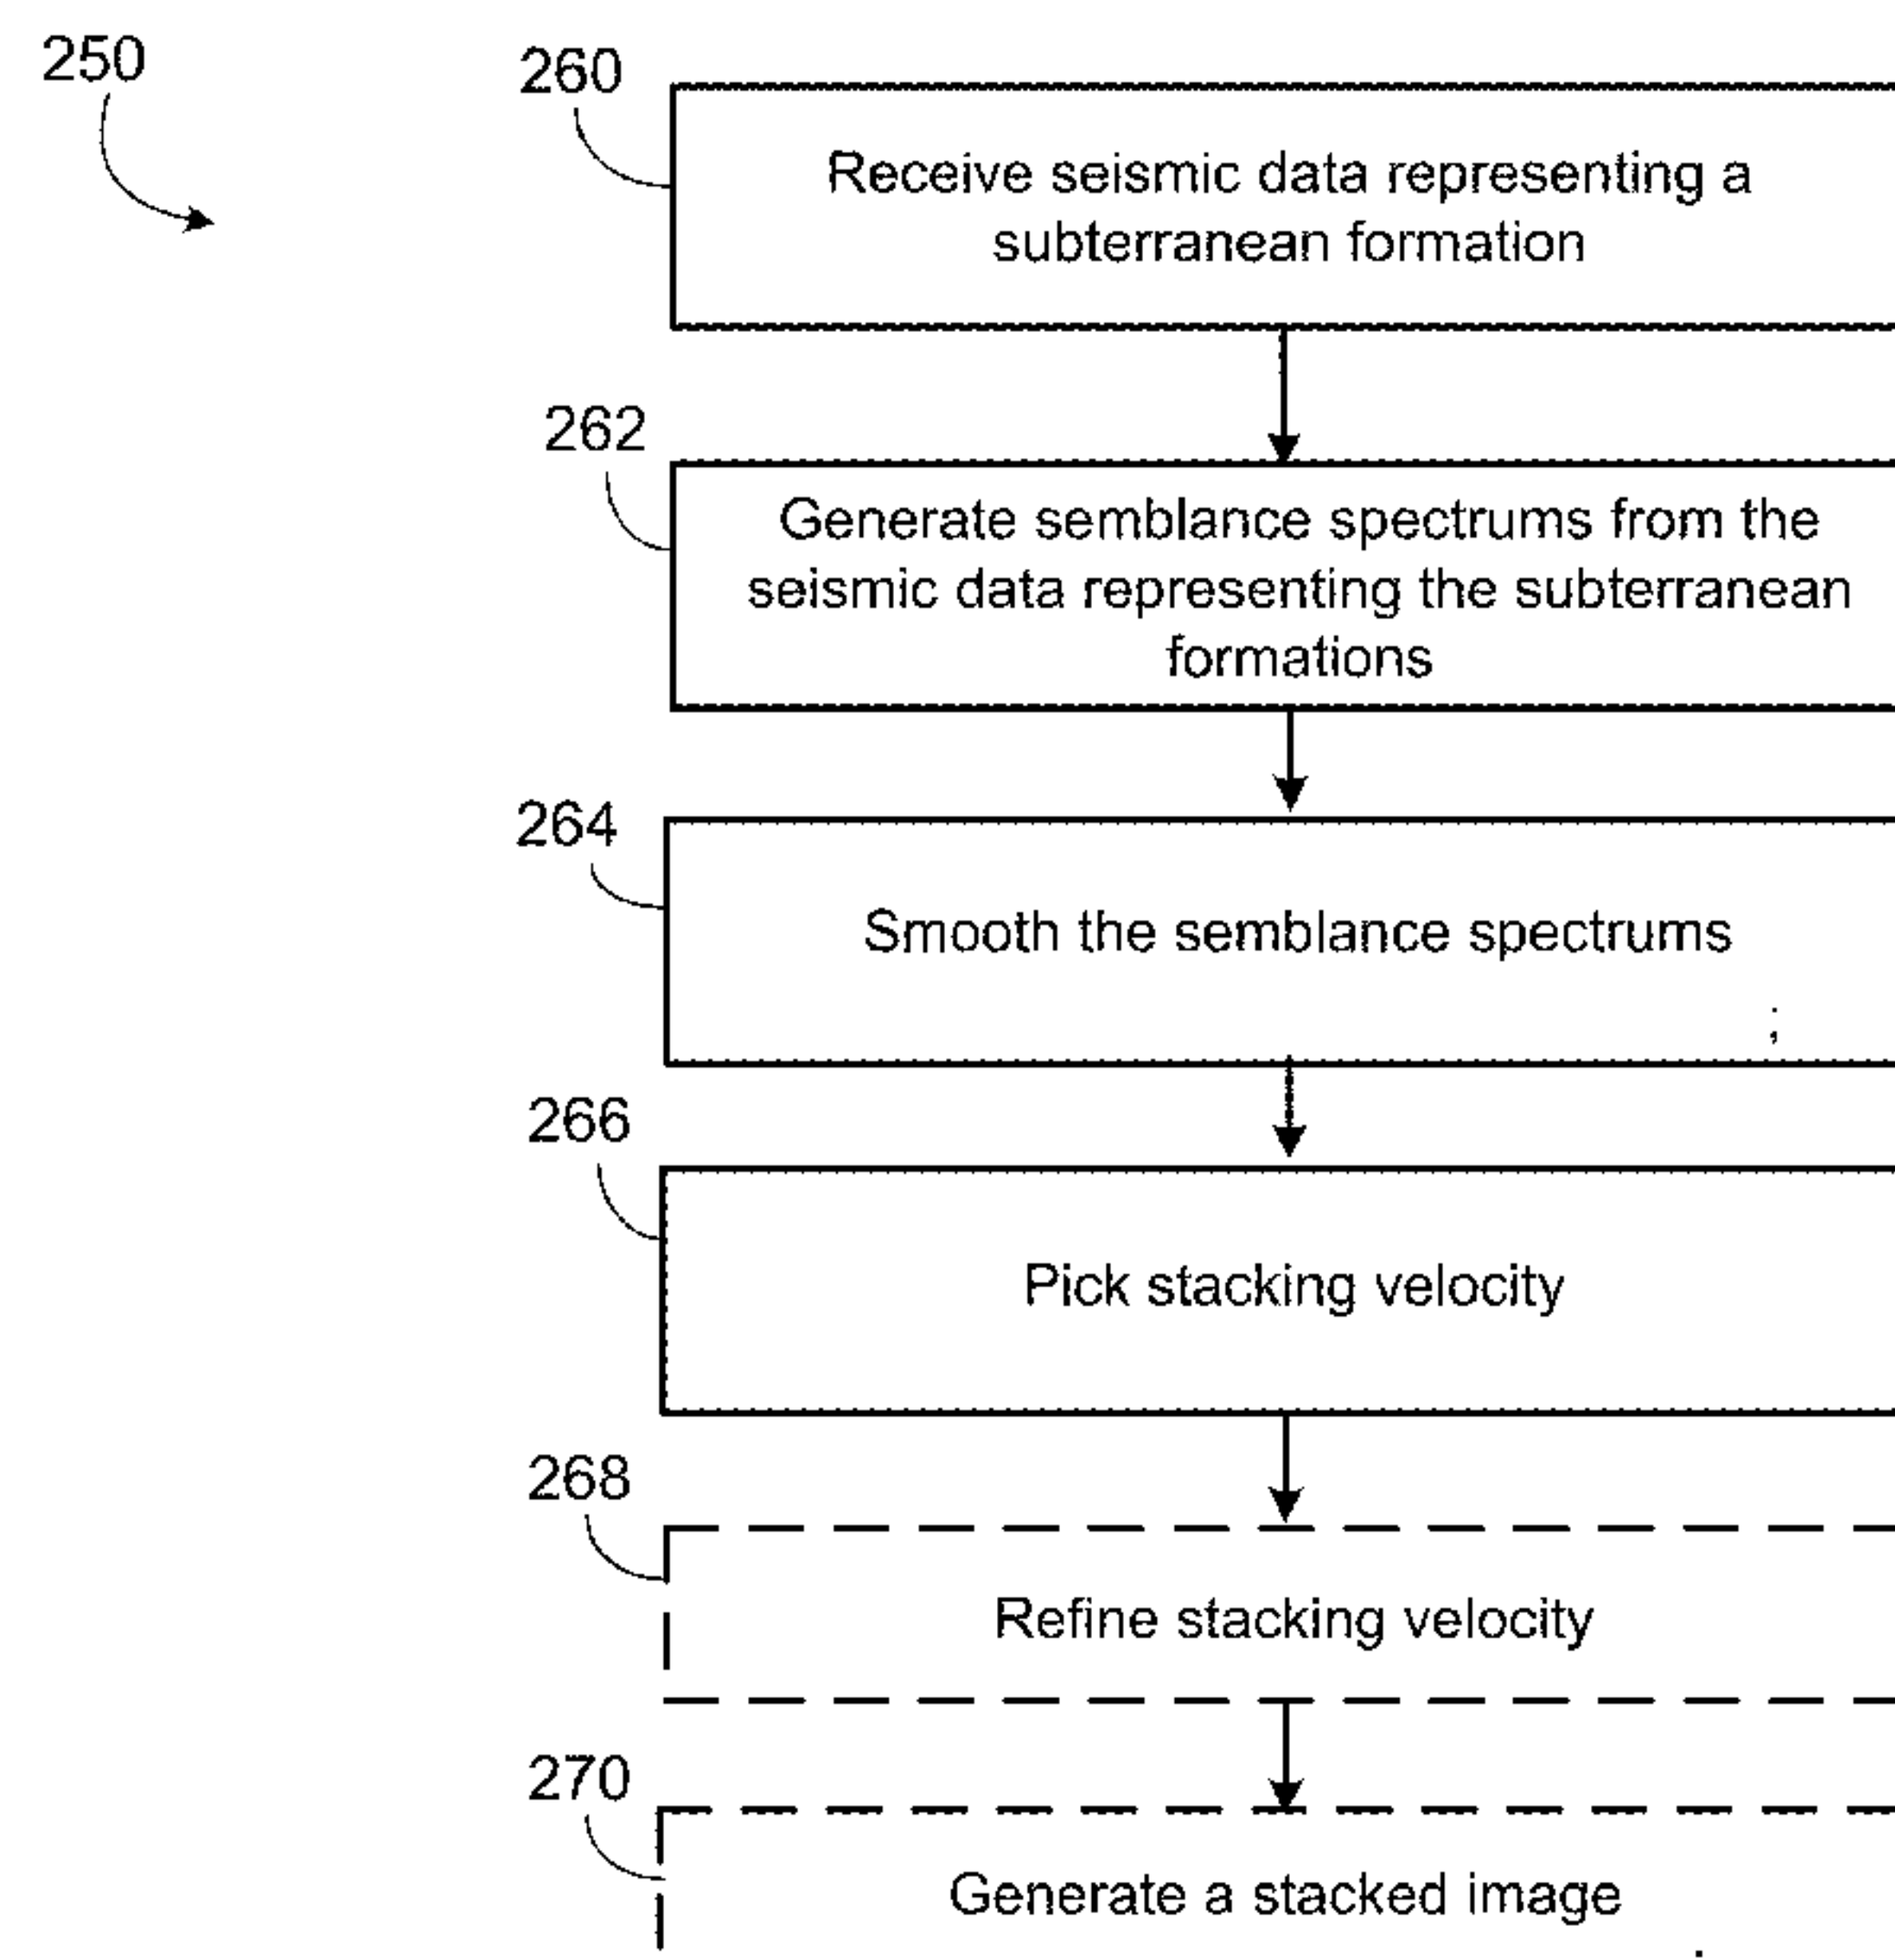 250
260
Receive seismic data representing a
subterranean formation
262
Generate semblance spectrums from the
seismic data representing the subterranean
formations
264
Smooth the semblance spectrums
;
266
Pick stacking velocity
268
Refine stacking velocity
270
Generate a stacked image